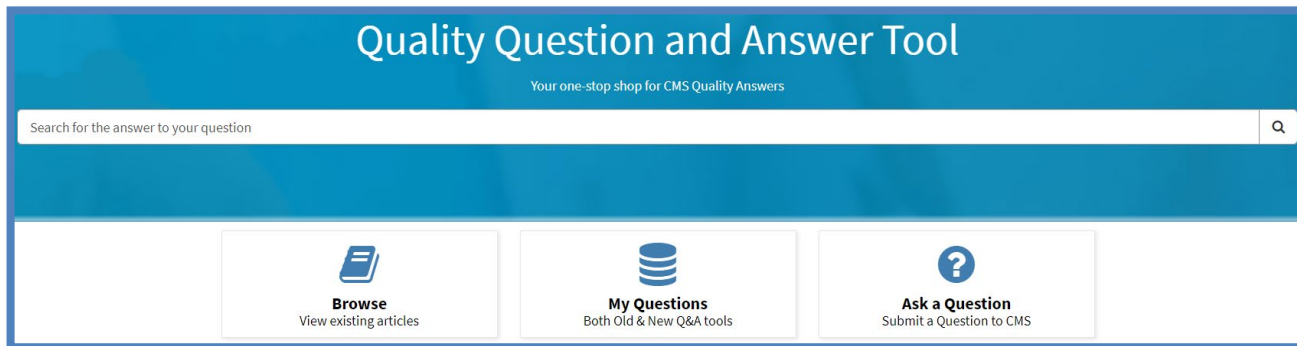 Quality Question and Answer Tool
Your one-stop shop for CMS Quality Answers
Search for the answer to your question
Browse
View existing articles
My Questions
Both Old & New Q&A tools
Ask a Question
Submit a Question to CMS